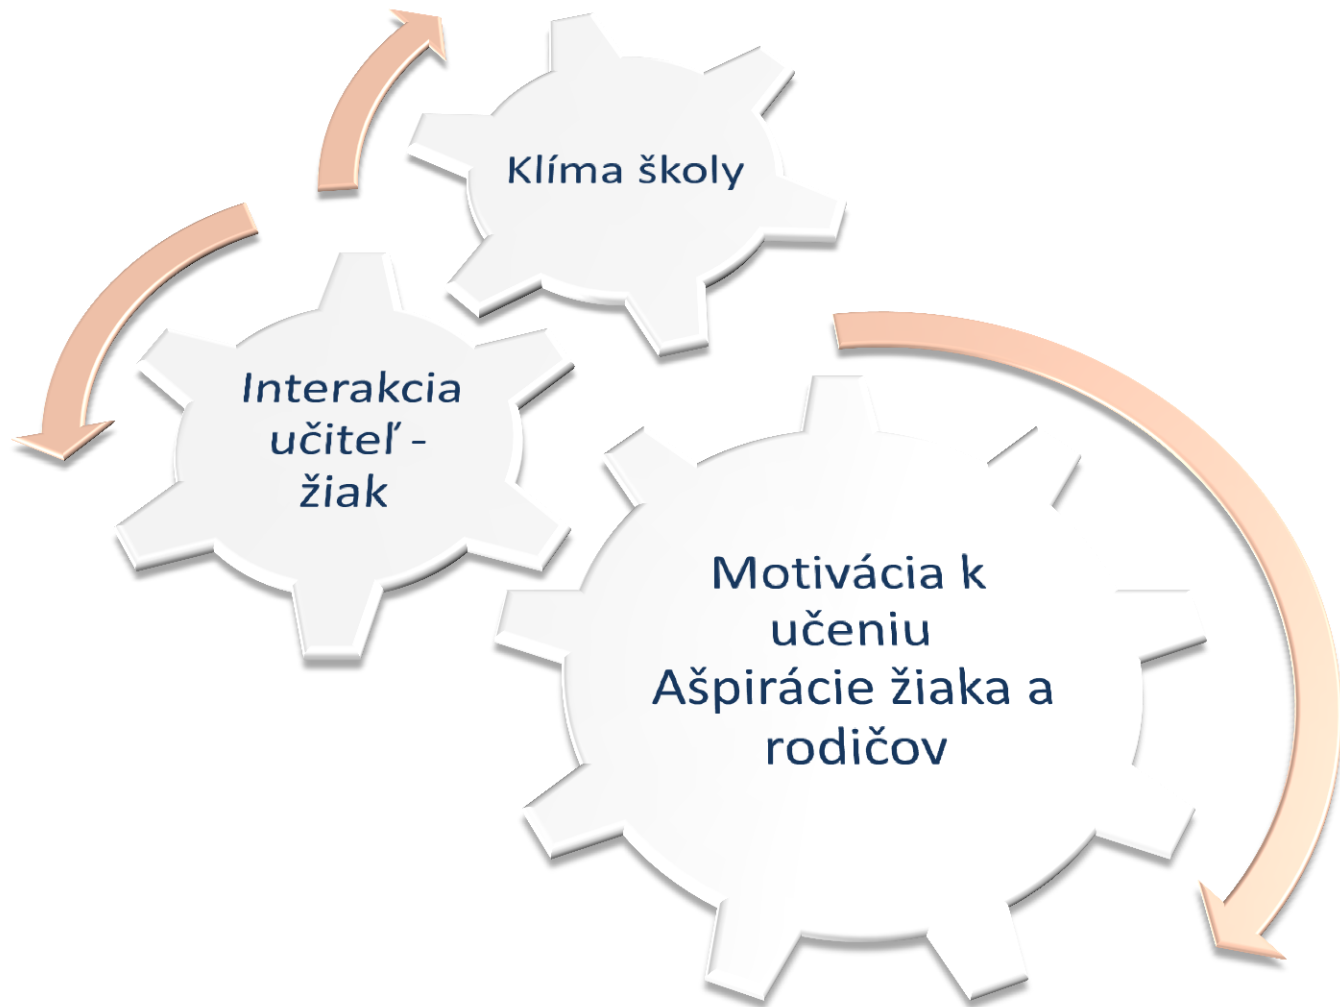 Klíma školy
Interakcia
učiteľ -
žiak
Motivácia k
učeniu
Ašpirácie žiaka a
rodičov